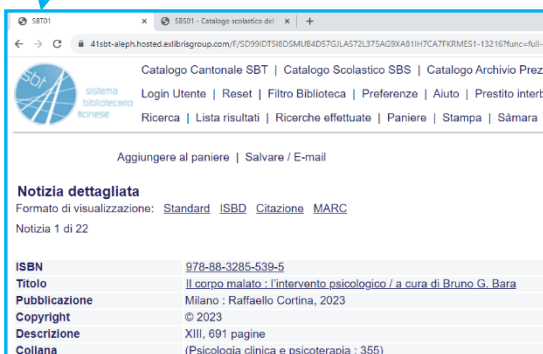 SBT01
SBS01 - Catalogo scolastico del
41sbt-aleph.hosted.exlibrisgroup.com/F/SD99IDTSI8DSMUB4D57GJLAS72L37SAG9XA81IH7CA7FKRMES1-13216?func=full-
sbt
sistema
bibliotecario
ticinese
Catalogo Cantonale SBT | Catalogo Scolastico SBS | Catalogo Archivio Prez
Login Utente | Reset | Filtro Biblioteca | Preferenze | Aiuto | Prestito interb
Ricerca | Lista risultati | Ricerche effettuate | Paniere | Stampa | Sàmara
Aggiungere al paniere | Salvare / E-mail
Notizia dettagliata
Formato di visualizzazione: Standard ISBD Citazione MARC
Notizia 1 di 22
ISBN 978-88-3285-539-5
Titolo Il corpo malato : l'intervento psicologico / a cura di Bruno G. Bara
Pubblicazione Milano : Raffaello Cortina, 2023
Copyright © 2023
Descrizione XIII, 691 pagine
Collana (Psicologia clinica e psicoterapia ; 355)